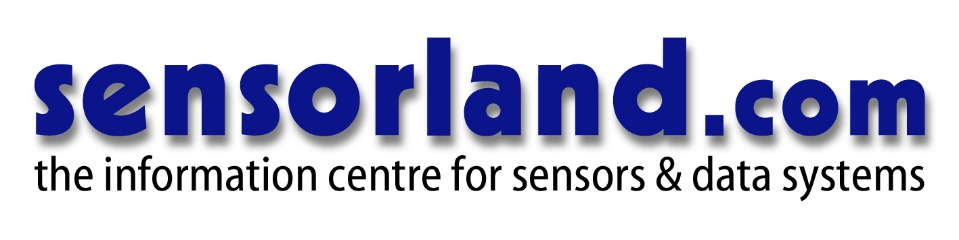 sensorland.com
the information centre for sensors & data systems